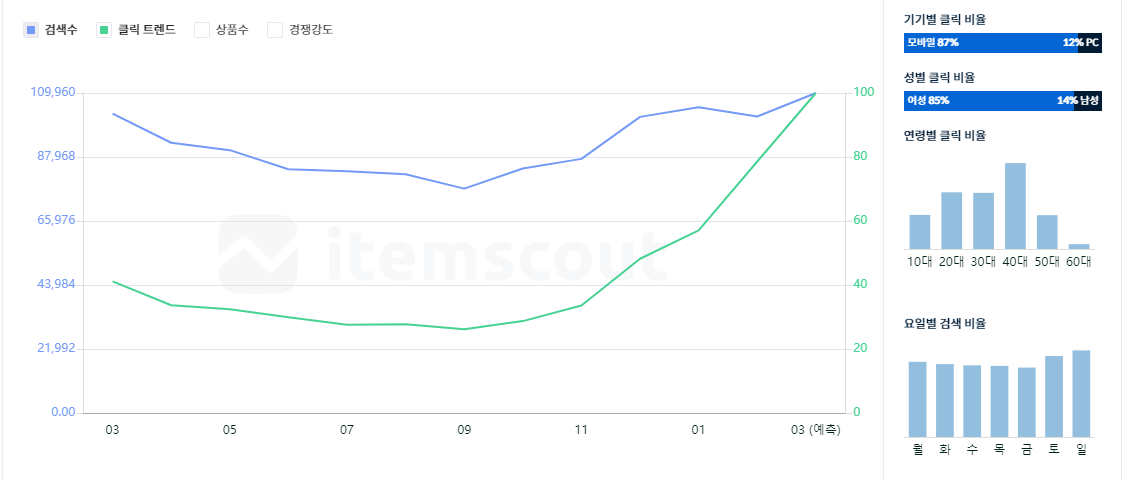 검색수 클릭 트렌드 상품수 경쟁강도
109,960 100
87,968 80
65,976 60
43,984 40
21,992 20
0.00 0
03 05 07 09 11 01 03 (예측)
itemscout
기기별 클릭 비율
모바일 87% 12% PC
성별 클릭 비율
여성 85% 14% 남성
연령별 클릭 비율
10대 20대 30대 40대 50대 60대
요일별 검색 비율
월 화 수 목 금 토 일